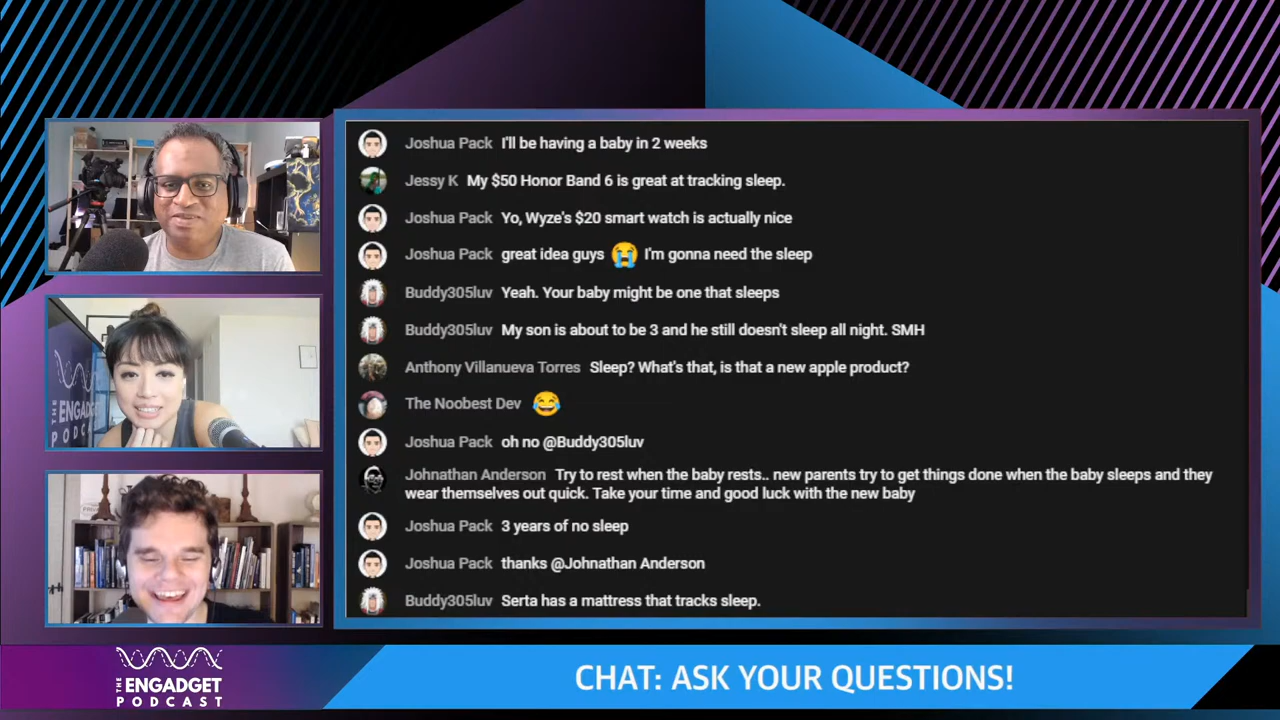 Joshua Pack I'll be having a baby in 2 weeks
Jessy K My $50 Honor Band 6 is great at tracking sleep.
Joshua Pack Yo, Wyze's $20 smart watch is actually nice
Joshua Pack great idea guys 😭 I'm gonna need the sleep
Buddy305luv Yeah. Your baby might be one that sleeps
Buddy305luv My son is about to be 3 and he still doesn't sleep all night. SMH
Anthony Villanueva Torres Sleep? What's that, is that a new apple product?
The Noobest Dev 😂
Joshua Pack oh no @Buddy305luv
Johnathan Anderson Try to rest when the baby rests.. new parents try to get things done when the baby sleeps and they
wear themselves out quick. Take your time and good luck with the new baby
Joshua Pack 3 years of no sleep
Joshua Pack thanks @Johnathan Anderson
Buddy305luv Serta has a mattress that tracks sleep.
THE
ENGADGET
PODCAST
THE
ENGADGET
PODCAST
CHAT: ASK YOUR QUESTIONS!